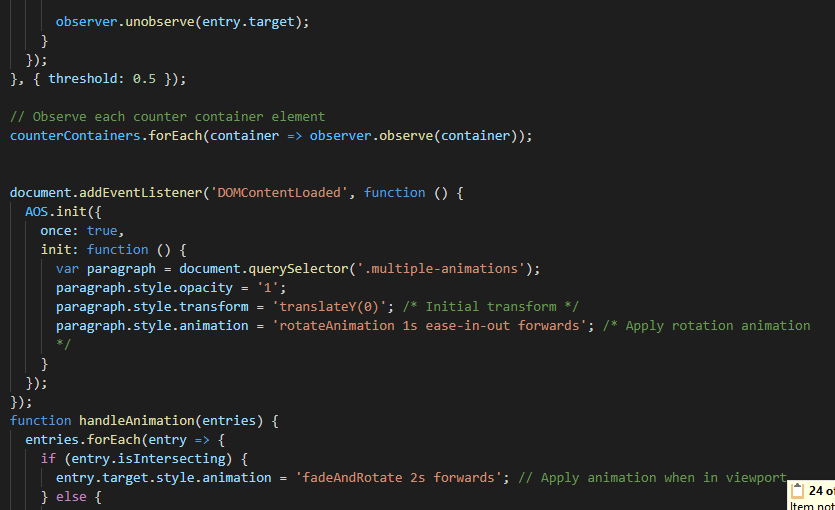 observer.unobserve(entry.target);
}
});
}, { threshold: 0.5 });
// Observe each counter container element
counterContainers.forEach(container => observer.observe(container));
document.addEventListener('DOMContentLoaded', function () {
AOS.init({
once: true,
init: function () {
var paragraph = document.querySelector('.multiple-animations');
paragraph.style.opacity = '1';
paragraph.style.transform = 'translateY(0)'; /* Initial transform */
paragraph.style.animation = 'rotateAnimation 1s ease-in-out forwards'; /* Apply rotation animation
*/
}
});
});
function handleAnimation(entries) {
entries.forEach(entry => {
if (entry.isIntersecting) {
entry.target.style.animation = 'fadeAndRotate 2s forwards'; // Apply animation when in viewport
} else {
24 o
Item not